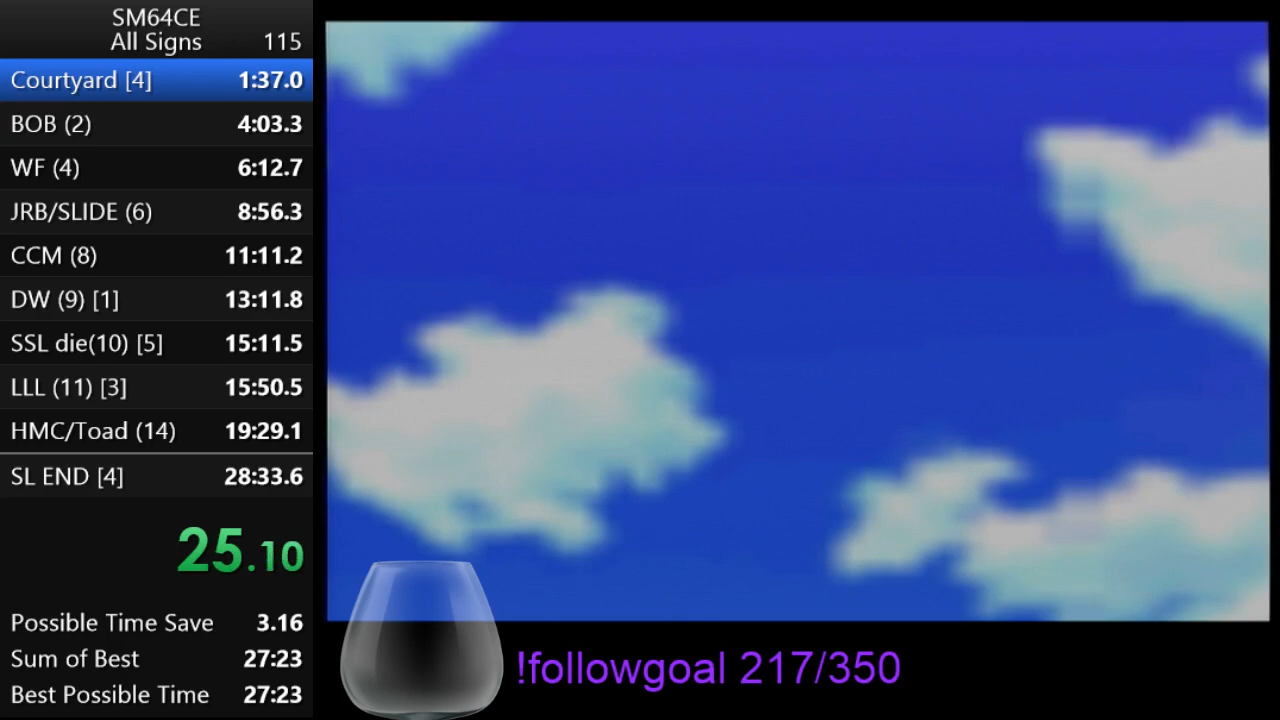 SM64CE
All Signs 115
Courtyard [4] 1:37.0
BOB (2) 4:03.3
WF (4) 6:12.7
JRB/SLIDE (6) 8:56.3
CCM (8) 11:11.2
DW (9) [1] 13:11.8
SSL die(10) [5] 15:11.5
LLL (11) [3] 15:50.5
HMC/Toad (14) 19:29.1
SL END [4] 28:33.6
25.10
Possible Time Save 3.16
Sum of Best 27:23
Best Possible Time 27:23
!followgoal 217/350